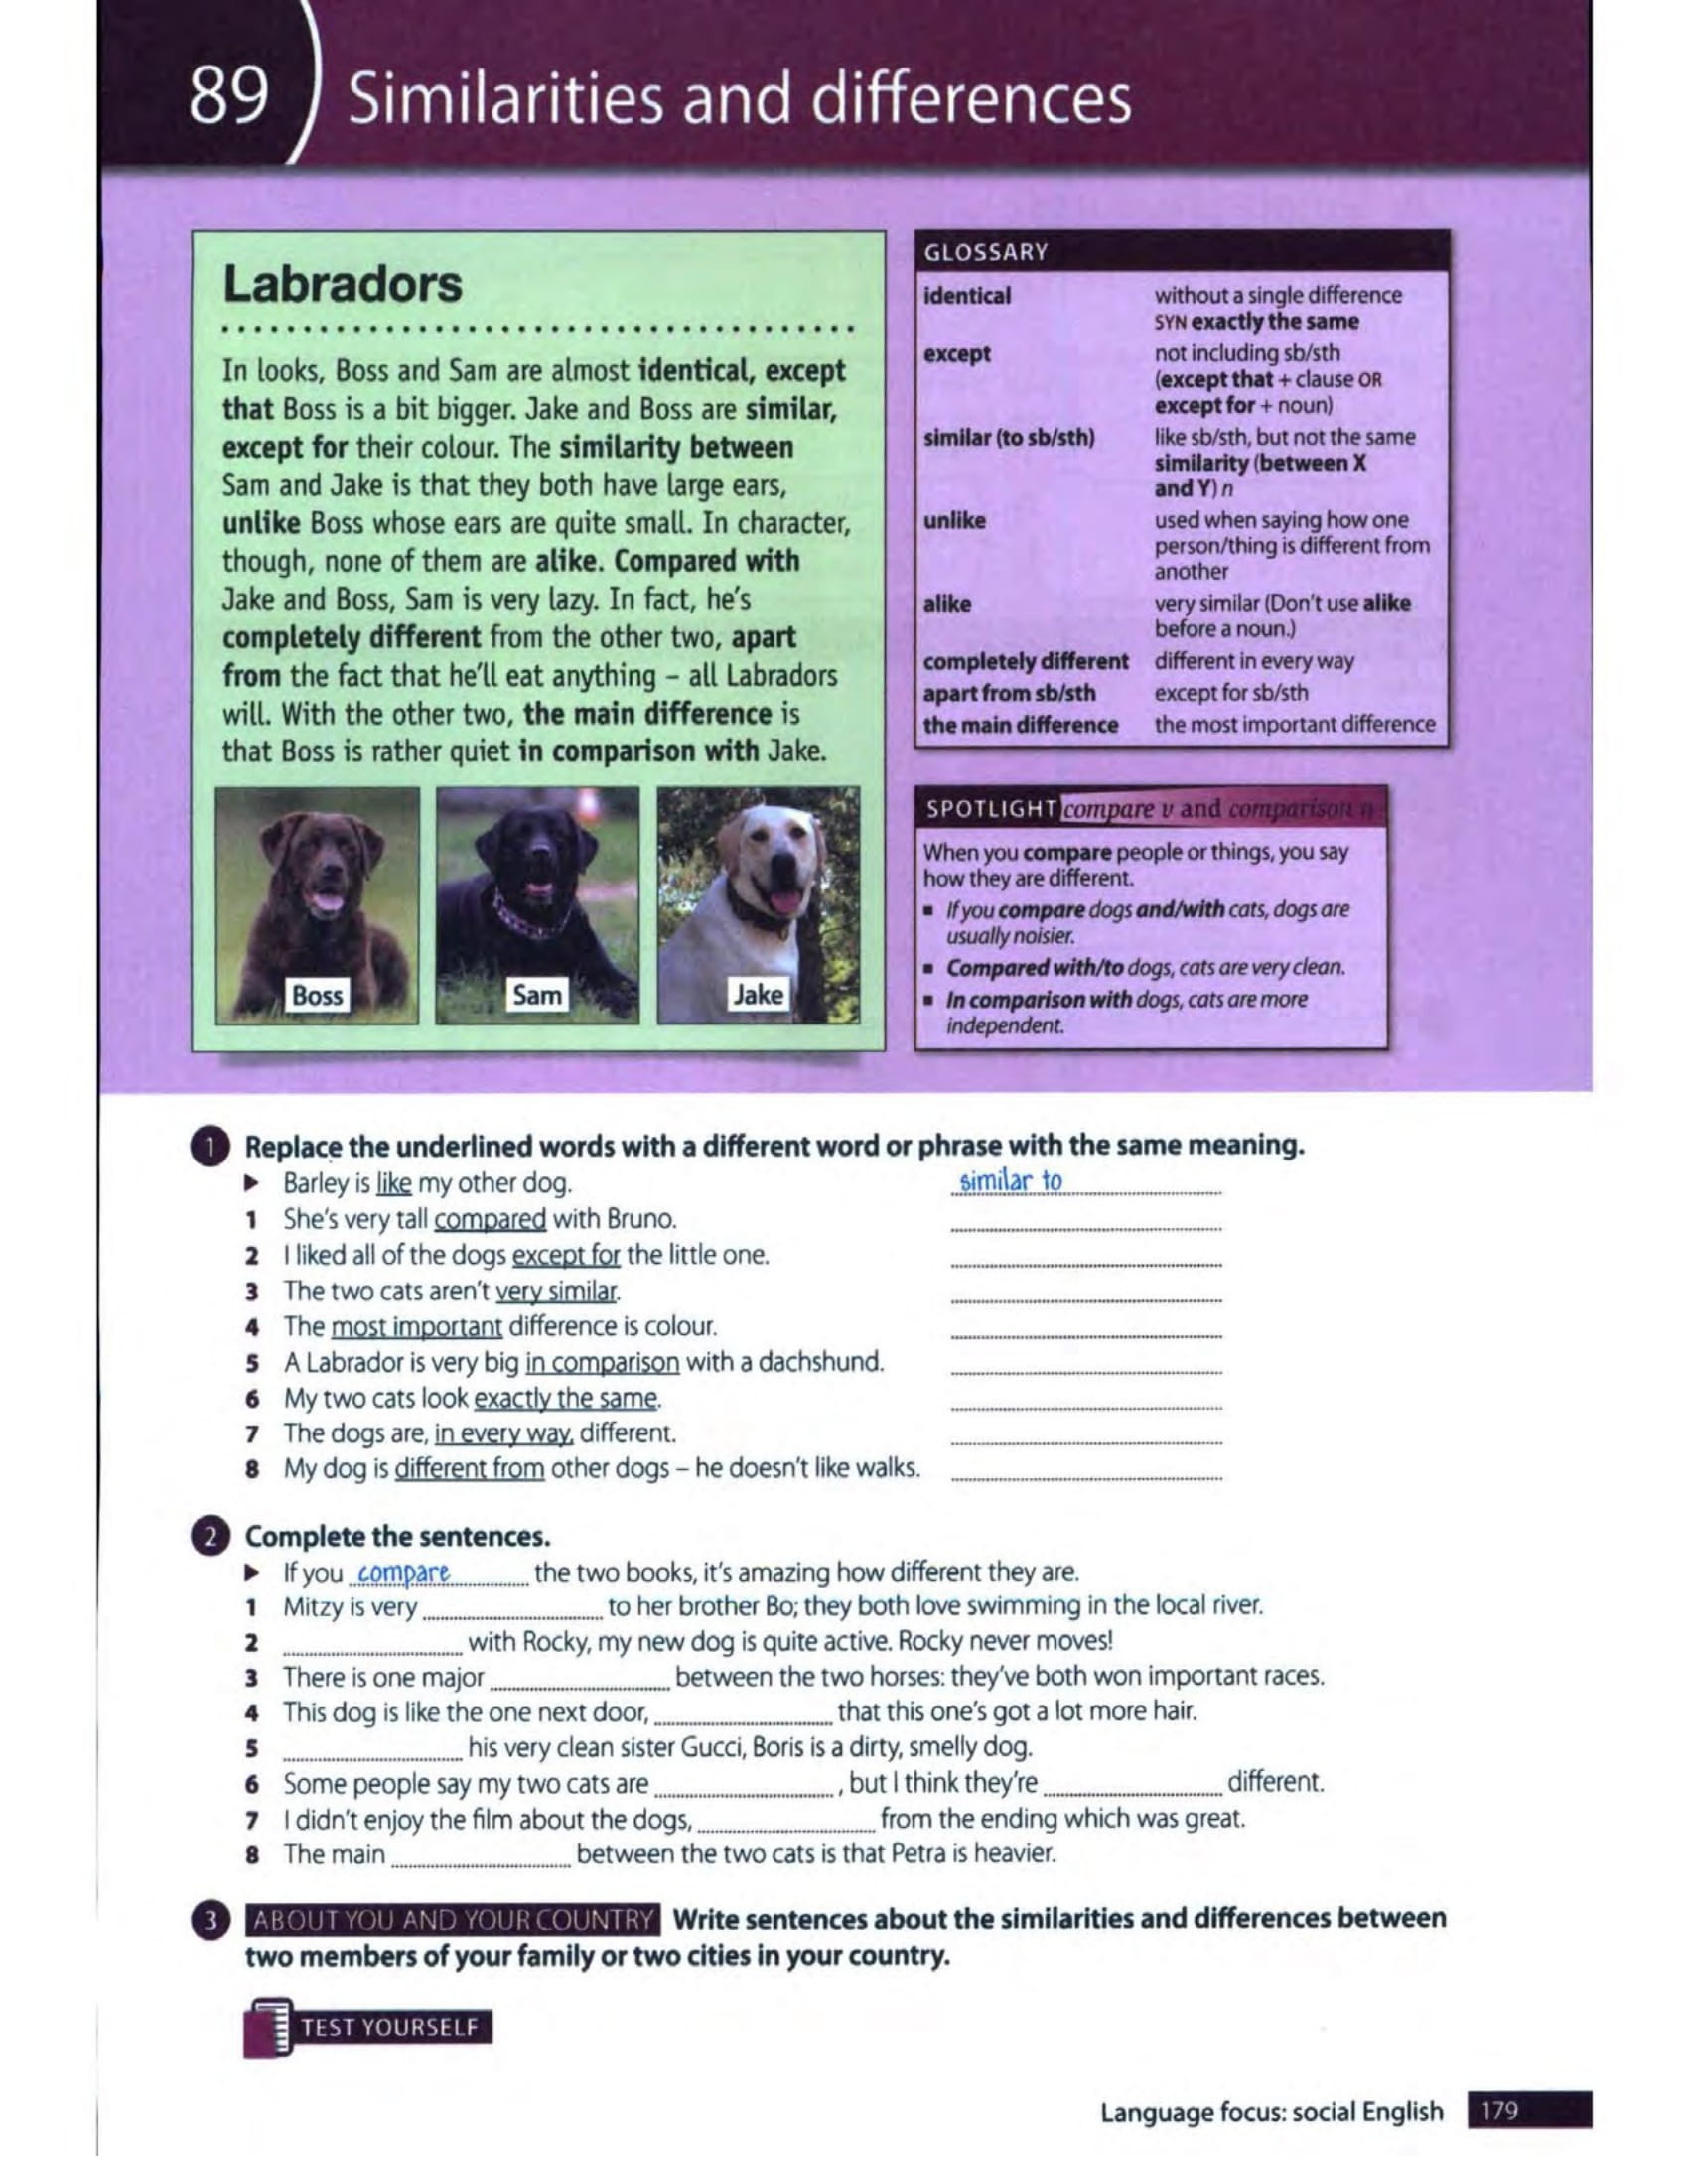 89
Similarities and differences
Labradors
In looks, Boss and Sam are almost identical, except
that Boss is a bit bigger. Jake and Boss are similar,
except for their colour. The similarity between
Sam and Jake is that they both have large ears,
unlike Boss whose ears are quite small. In character,
though, none of them are alike. Compared with
Jake and Boss, Sam is very lazy. In fact, he's
completely different from the other two, apart
from the fact that he'll eat anything – all Labradors
will. With the other two, the main difference is
that Boss is rather quiet in comparison with Jake.
Boss
Sam
Jake
GLOSSARY
identical without a single difference
SYN exactly the same
except not including sb/sth
(except that + clause OR
except for + noun)
similar (to sb/sth) like sb/sth, but not the same
similarity (between X
and Y) n
unlike used when saying how one
person/thing is different from
another
alike very similar (Don't use alike
before a noun.)
completely different different in every way
apart from sb/sth except for sb/sth
the main difference the most important difference
SPOTLIGHT compare v and comparison n
When you compare people or things, you say
how they are different.
▪ If you compare dogs and/with cats, dogs are
usually noisier.
▪ Compared with/to dogs, cats are very clean.
▪ In comparison with dogs, cats are more
independent.
1 Replace the underlined words with a different word or phrase with the same meaning.
▶ Barley is like my other dog. similar to
1 She's very tall compared with Bruno.
2 I liked all of the dogs except for the little one.
3 The two cats aren't very similar.
4 The most important difference is colour.
5 A Labrador is very big in comparison with a dachshund.
6 My two cats look exactly the same.
7 The dogs are, in every way, different.
8 My dog is different from other dogs – he doesn't like walks.
2 Complete the sentences.
▶ If you compare the two books, it's amazing how different they are.
1 Mitzy is very ............ to her brother Bo; they both love swimming in the local river.
2 ............ with Rocky, my new dog is quite active. Rocky never moves!
3 There is one major ............ between the two horses: they've both won important races.
4 This dog is like the one next door, ............ that this one's got a lot more hair.
5 ............ his very clean sister Gucci, Boris is a dirty, smelly dog.
6 Some people say my two cats are ............ , but I think they're ............ different.
7 I didn't enjoy the film about the dogs, ............ from the ending which was great.
8 The main ............ between the two cats is that Petra is heavier.
3 ABOUT YOU AND YOUR COUNTRY Write sentences about the similarities and differences between
two members of your family or two cities in your country.
TEST YOURSELF
Language focus: social English 179